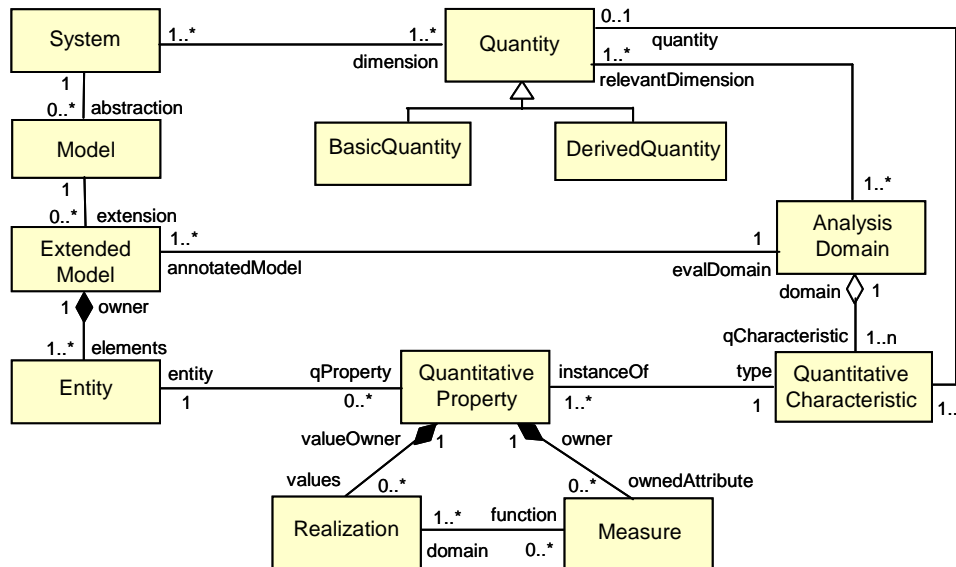 System
1..*
1..*
dimension
Quantity
0..1
quantity
1..*
relevantDimension
1
0..*
abstraction
BasicQuantity
DerivedQuantity
Model
1
0..*
extension
1..*
Extended
Model
1..*
annotatedModel
1
evalDomain
Analysis
Domain
1
owner
domain
1
1..*
elements
qCharacteristic
1..n
Entity
entity
1
qProperty
0..*
Quantitative
Property
instanceOf
1..*
type
1
Quantitative
Characteristic
valueOwner
1
1
owner
values
0..*
0..*
ownedAttribute
Realization
1..*
domain
function
0..*
Measure